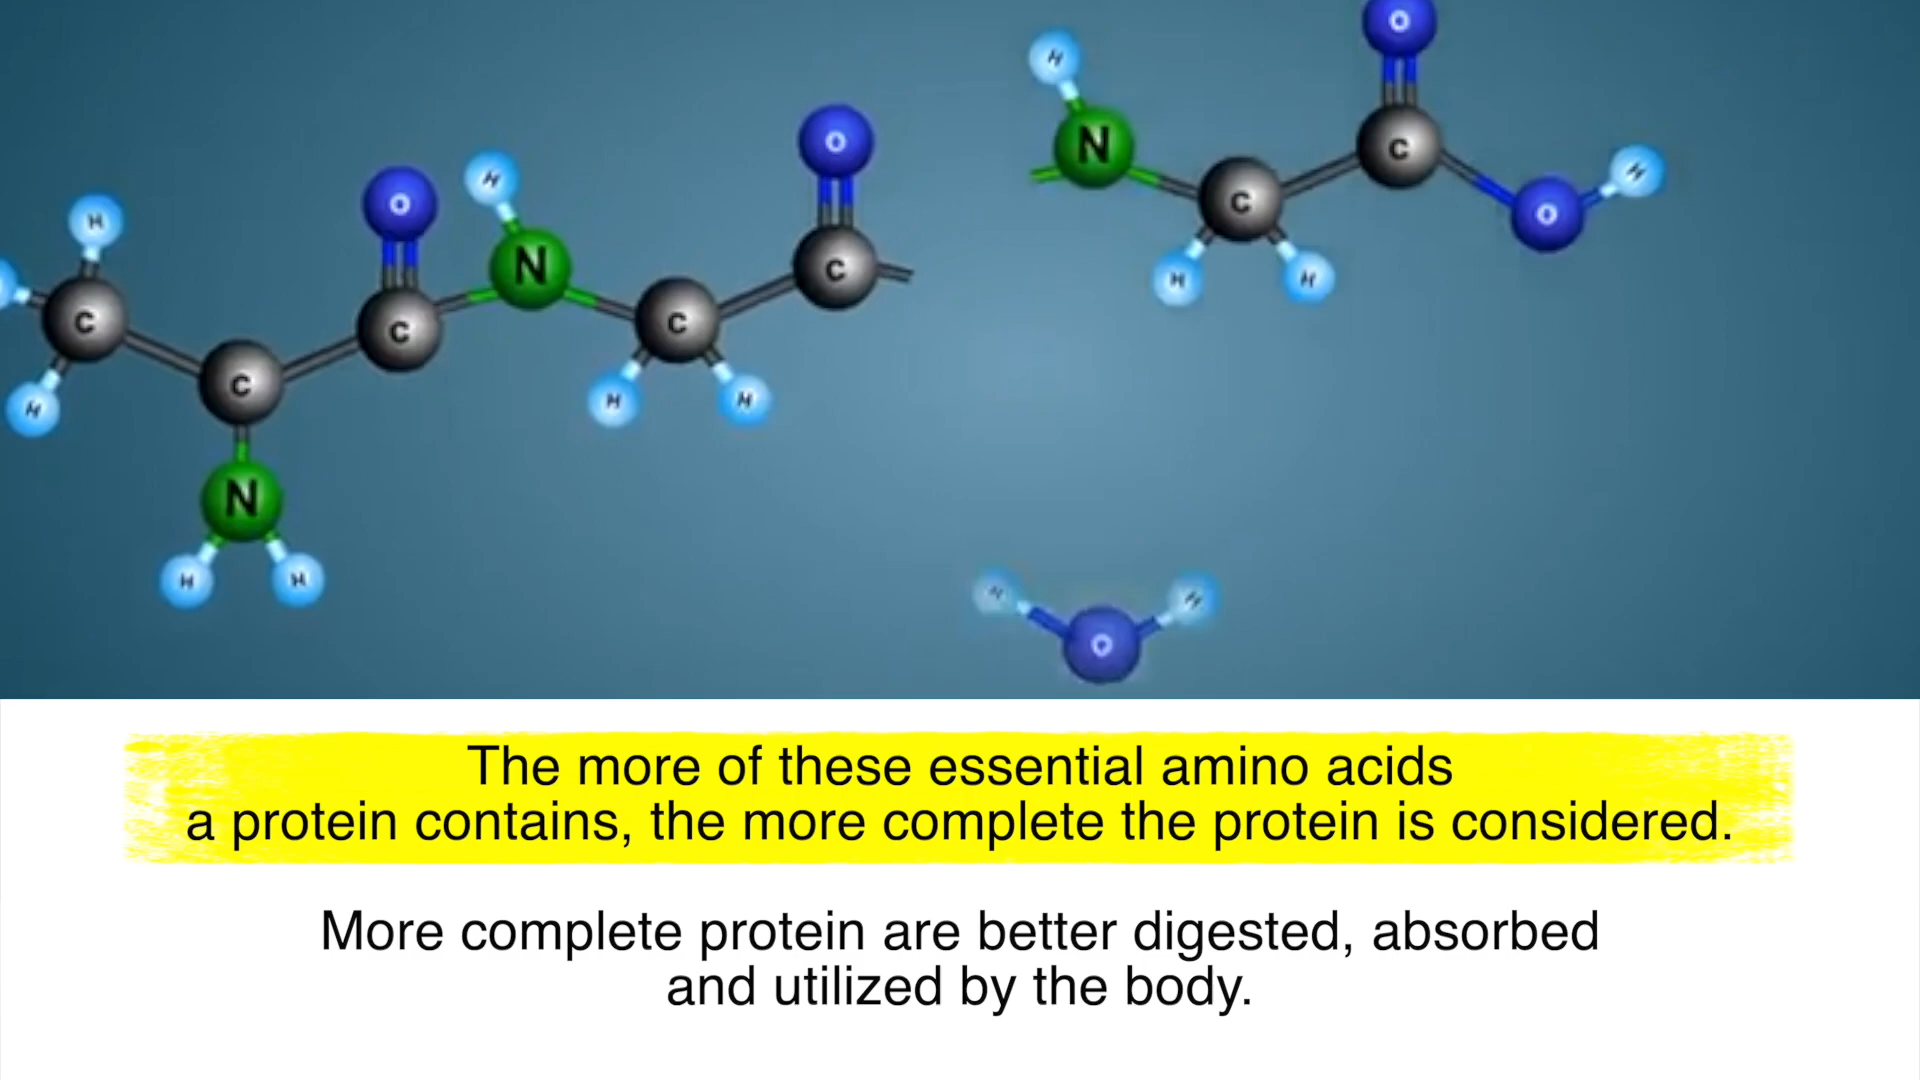 O
H
O
H
N
C
H
O
H
N
H
C
O
H
C
C
C
C
H
H
C
H
H
H
N
H
H
H
H
O
The more of these essential amino acids
a protein contains, the more complete the protein is considered.
More complete protein are better digested, absorbed
and utilized by the body.